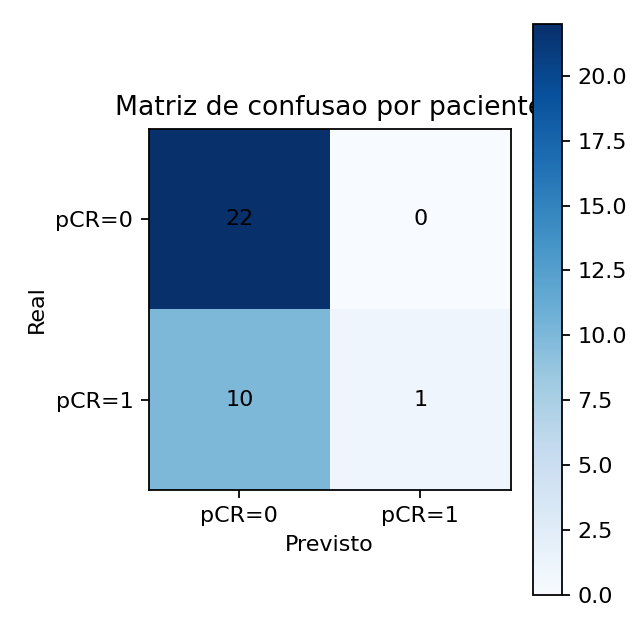 Matriz de confusao por paciente
Real
pCR=0
22
0
pCR=1
10
1
pCR=0
pCR=1
Previsto
20.0
17.5
15.0
12.5
10.0
7.5
5.0
2.5
0.0